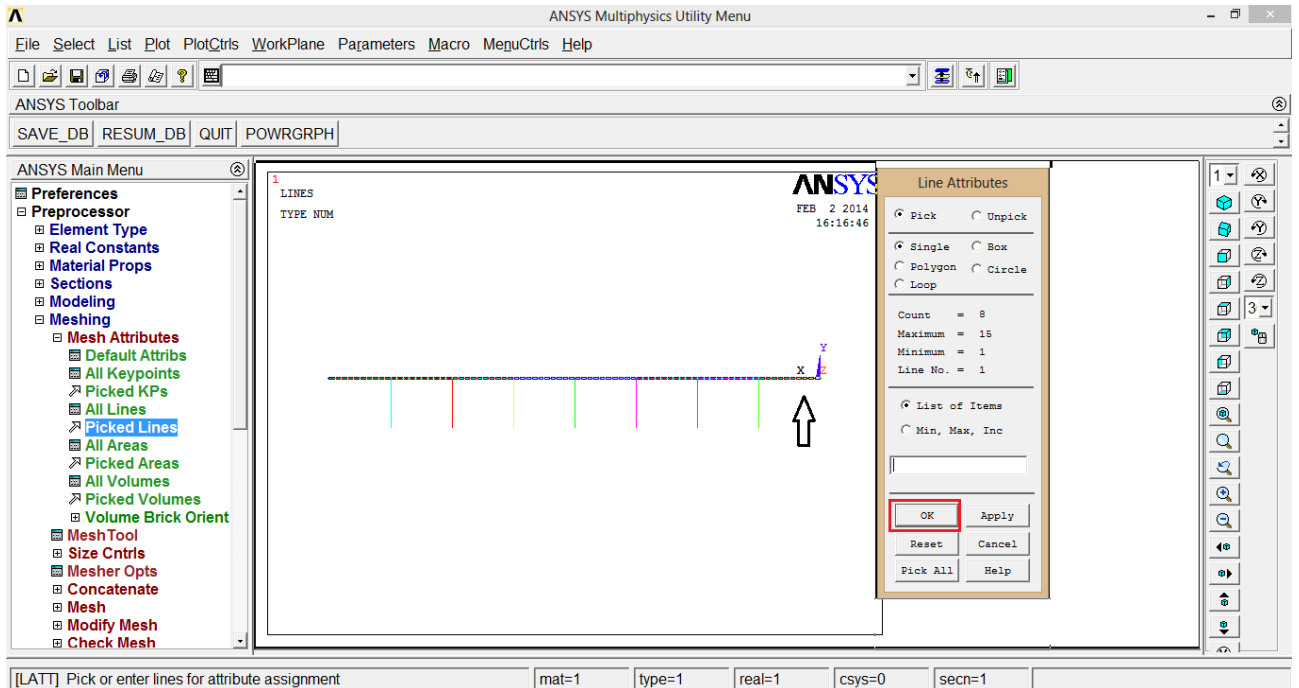 ANSYS Multiphysics Utility Menu
File Select List Plot PlotCtrls WorkPlane Parameters Macro MenuCtrls Help
ANSYS Toolbar
SAVE_DB RESUM_DB QUIT POWRGRPH
ANSYS Main Menu
Preferences
Preprocessor
Element Type
Real Constants
Material Props
Sections
Modeling
Meshing
Mesh Attributes
Default Attribs
All Keypoints
Picked KPs
All Lines
Picked Lines
All Areas
Picked Areas
All Volumes
Picked Volumes
Volume Brick Orient
MeshTool
Size Cntrls
Mesher Opts
Concatenate
Mesh
Modify Mesh
Check Mesh
1
LINES
TYPE NUM
ANSYS
FEB 2 2014
16:16:46
Y
X Z
Line Attributes
Pick Unpick
Single Box
Polygon Circle
Loop
Count = 8
Maximum = 15
Minimum = 1
Line No. = 1
List of Items
Min, Max, Inc
OK Apply
Reset Cancel
Pick All Help
1
3
[LATT] Pick or enter lines for attribute assignment
mat=1 type=1 real=1 csys=0 secn=1